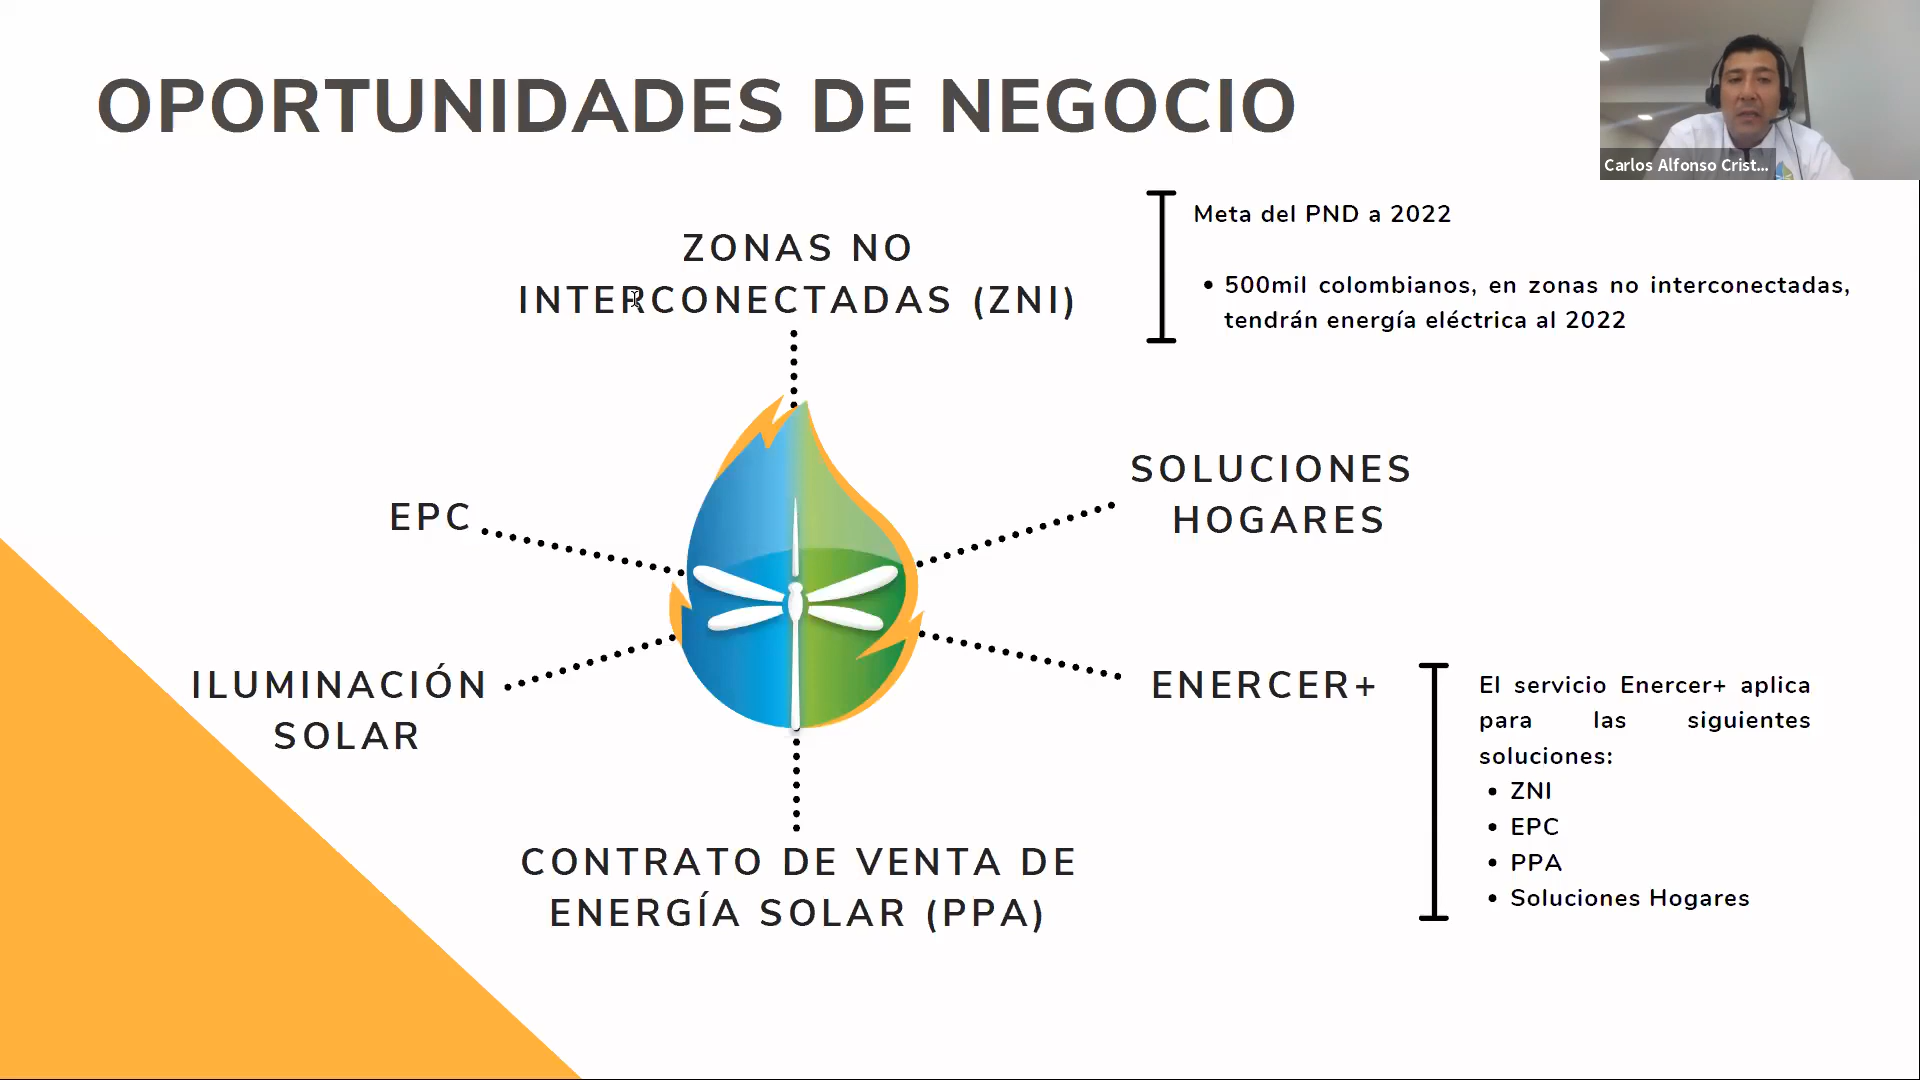 OPORTUNIDADES DE NEGOCIO
Carlos Alfonso Crist...
Meta del PND a 2022
• 500mil colombianos, en zonas no interconectadas,
tendrán energía eléctrica al 2022
ZONAS NO
INTERCONECTADAS (ZNI)
SOLUCIONES
HOGARES
EPC
ILUMINACIÓN
SOLAR
ENERCER+
El servicio Enercer+ aplica
para las siguientes
soluciones:
• ZNI
• EPC
• PPA
• Soluciones Hogares
CONTRATO DE VENTA DE
ENERGÍA SOLAR (PPA)